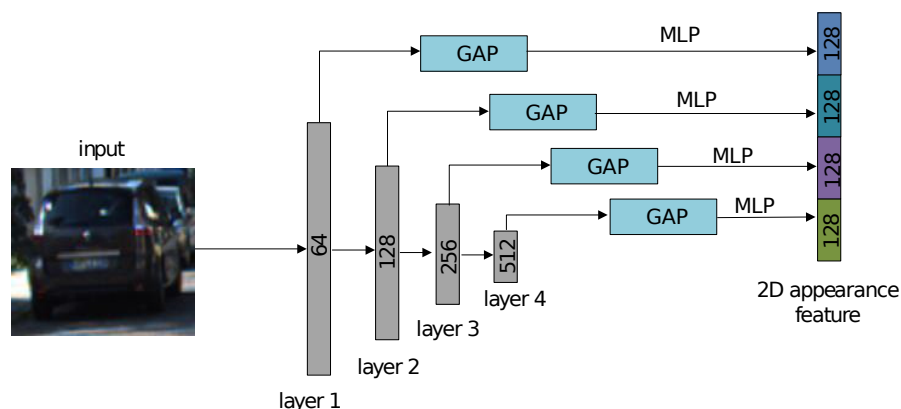 GAP
MLP
128
GAP
MLP
128
input
GAP
MLP
128
GAP
MLP
128
64
128
256
512
layer 4
2D appearance
feature
layer 3
layer 2
layer 1